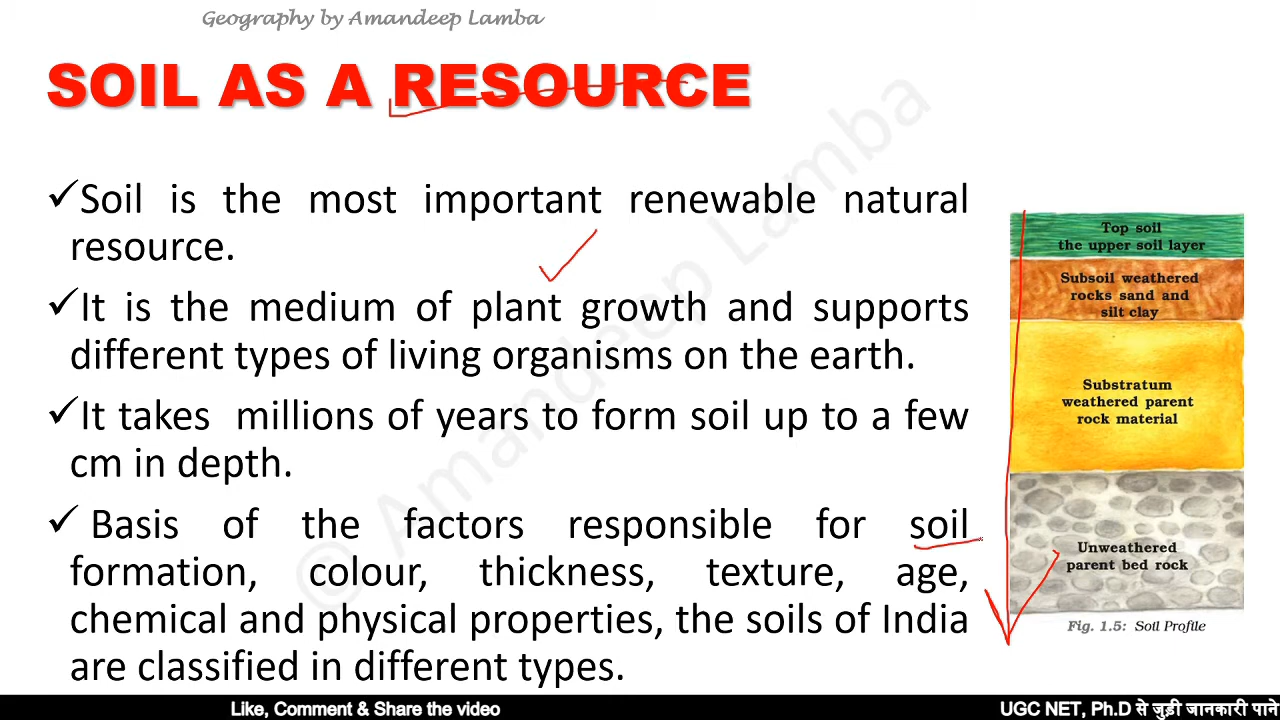 Geography by Amandeep Lamba
SOIL AS A RESOURCE
✓Soil is the most important renewable natural
resource.
✓It is the medium of plant growth and supports
different types of living organisms on the earth.
✓It takes millions of years to form soil up to a few
cm in depth.
✓ Basis of the factors responsible for soil
formation, colour, thickness, texture, age,
chemical and physical properties, the soils of India
are classified in different types.
Top soil
the upper soil layer
Subsoil weathered
rocks sand and
silt clay
Substratum
weathered parent
rock material
Unweathered
parent bed rock
Fig. 1.5: Soil Profile
© Amandeep Lamba
Like, Comment & Share the video
UGC NET, Ph.D से जुड़ी जानकारी पाने